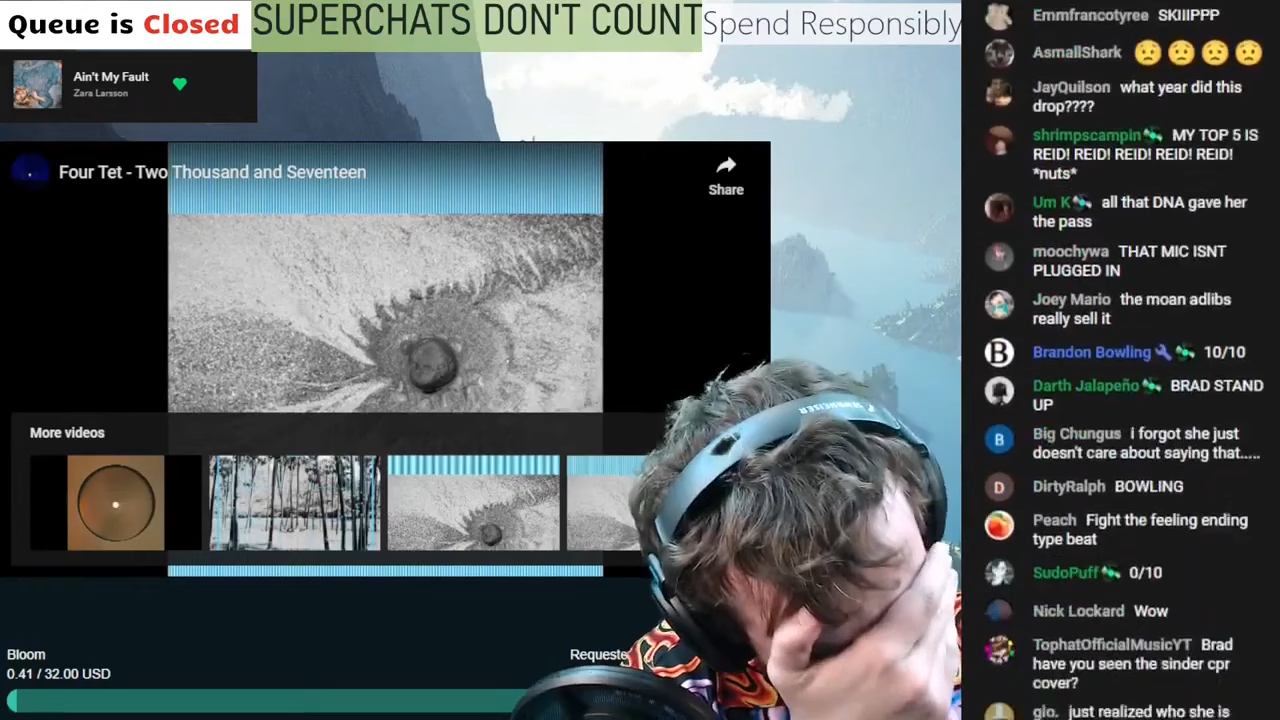 Queue is Closed
SUPERCHATS DON'T COUNT
Spend Responsibly
Ain't My Fault
Zara Larsson
Four Tet - Two Thousand and Seventeen
Share
More videos
SENNHEISER
Bloom
0.41 / 32.00 USD
Requeste
Emmfrancotyree SKIIIPPP
AsmallShark 😟😟😟😟
JayQuilson what year did this
drop????
shrimpscampin MY TOP 5 IS
REID! REID! REID! REID! REID!
*nuts*
Um K all that DNA gave her
the pass
moochywa THAT MIC ISNT
PLUGGED IN
Joey Mario the moan adlibs
really sell it
B Brandon Bowling 10/10
Darth Jalapeño BRAD STAND
UP
B Big Chungus i forgot she just
doesn't care about saying that.....
D DirtyRalph BOWLING
Peach Fight the feeling ending
type beat
SudoPuff 0/10
Nick Lockard Wow
TophatOfficialMusicYT Brad
have you seen the sinder cpr
cover?
glo. just realized who she is